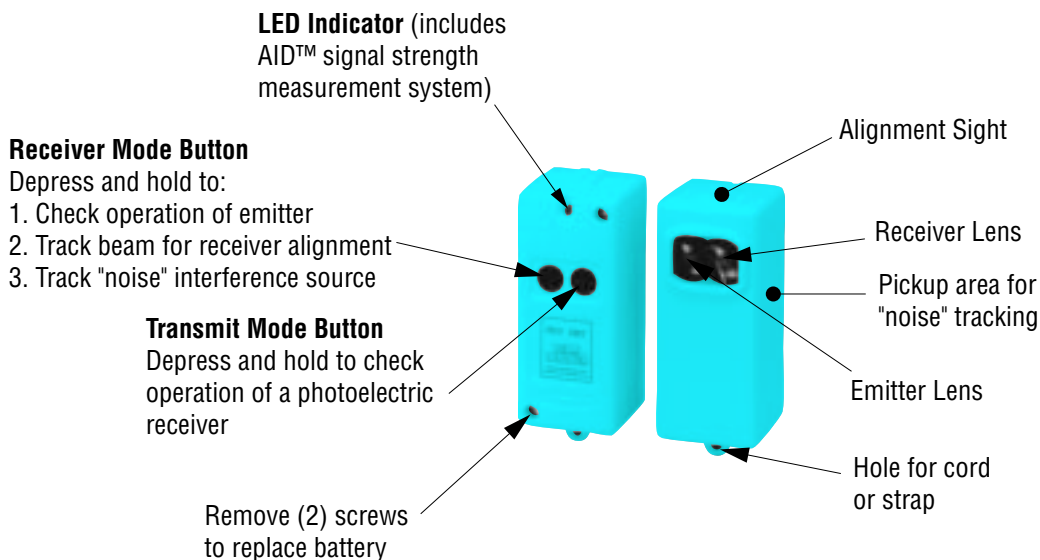 LED Indicator (includes
AID™ signal strength
measurement system)
Receiver Mode Button
Depress and hold to:
1. Check operation of emitter
2. Track beam for receiver alignment
3. Track "noise" interference source
Transmit Mode Button
Depress and hold to check
operation of a photoelectric
receiver
Remove (2) screws
to replace battery
Alignment Sight
Receiver Lens
Pickup area for
"noise" tracking
Emitter Lens
Hole for cord
or strap